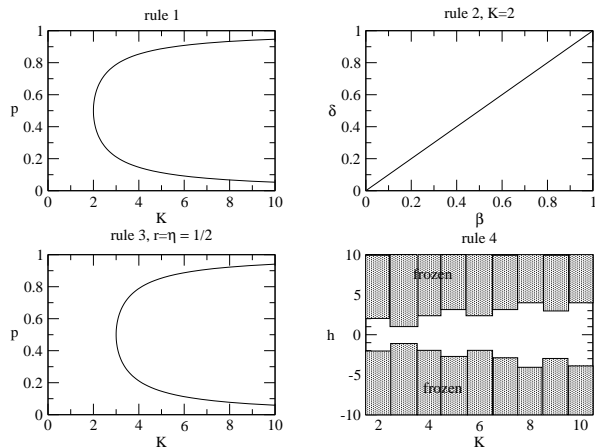 rule 1
1
0.8
0.6
p
0.4
0.2
0
0 2 4 6 8 10
K
rule 2, K=2
1
0.8
0.6
δ
0.4
0.2
0
0 0.2 0.4 0.6 0.8 1
β
rule 3, r=η = 1/2
1
0.8
0.6
p
0.4
0.2
0
0 2 4 6 8 10
K
rule 4
10
frozen
5
h 0
-5
frozen
-10
2 4 6 8 10
K